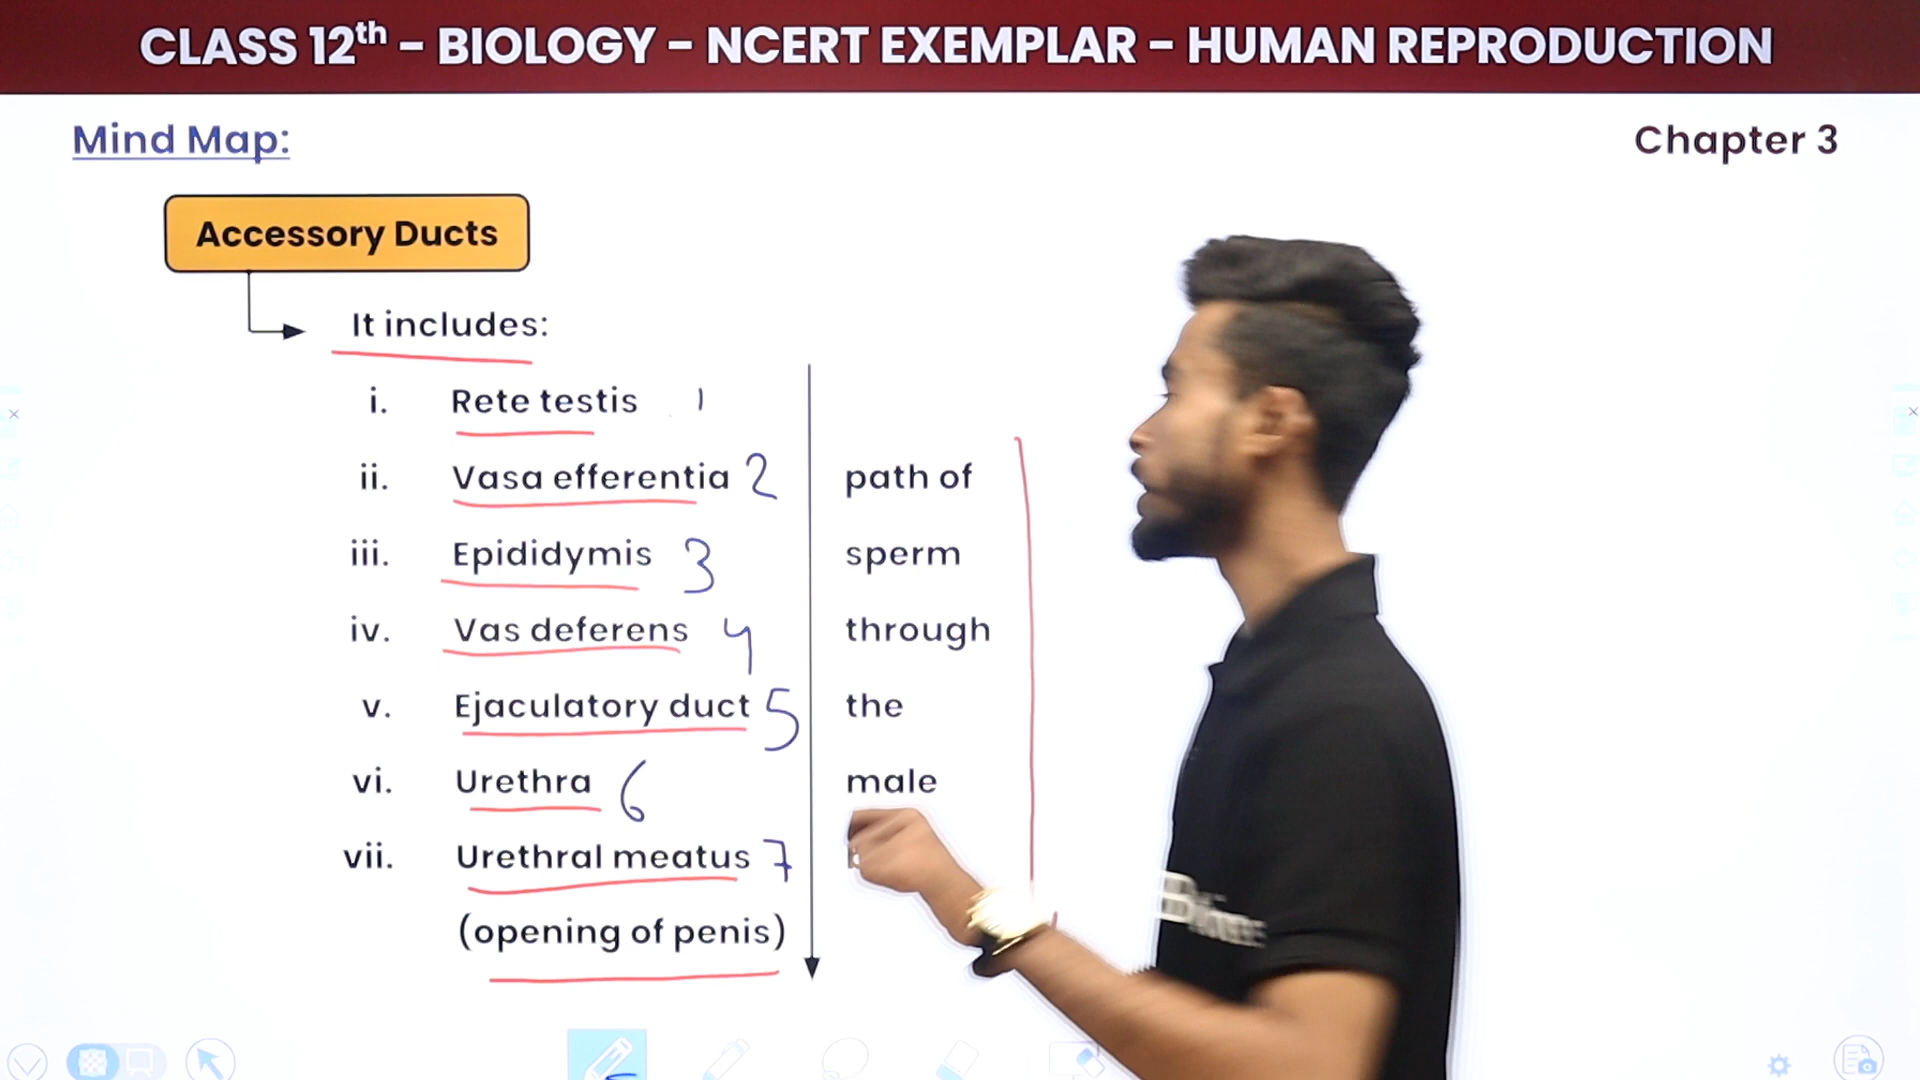 CLASS 12th - BIOLOGY - NCERT EXEMPLAR - HUMAN REPRODUCTION
Mind Map:
Chapter 3
Accessory Ducts
It includes:
i. Rete testis 1
ii. Vasa efferentia 2 path of
iii. Epididymis 3 sperm
iv. Vas deferens 4 through
v. Ejaculatory duct 5 the
vi. Urethra 6 male
vii. Urethral meatus 7
(opening of penis)